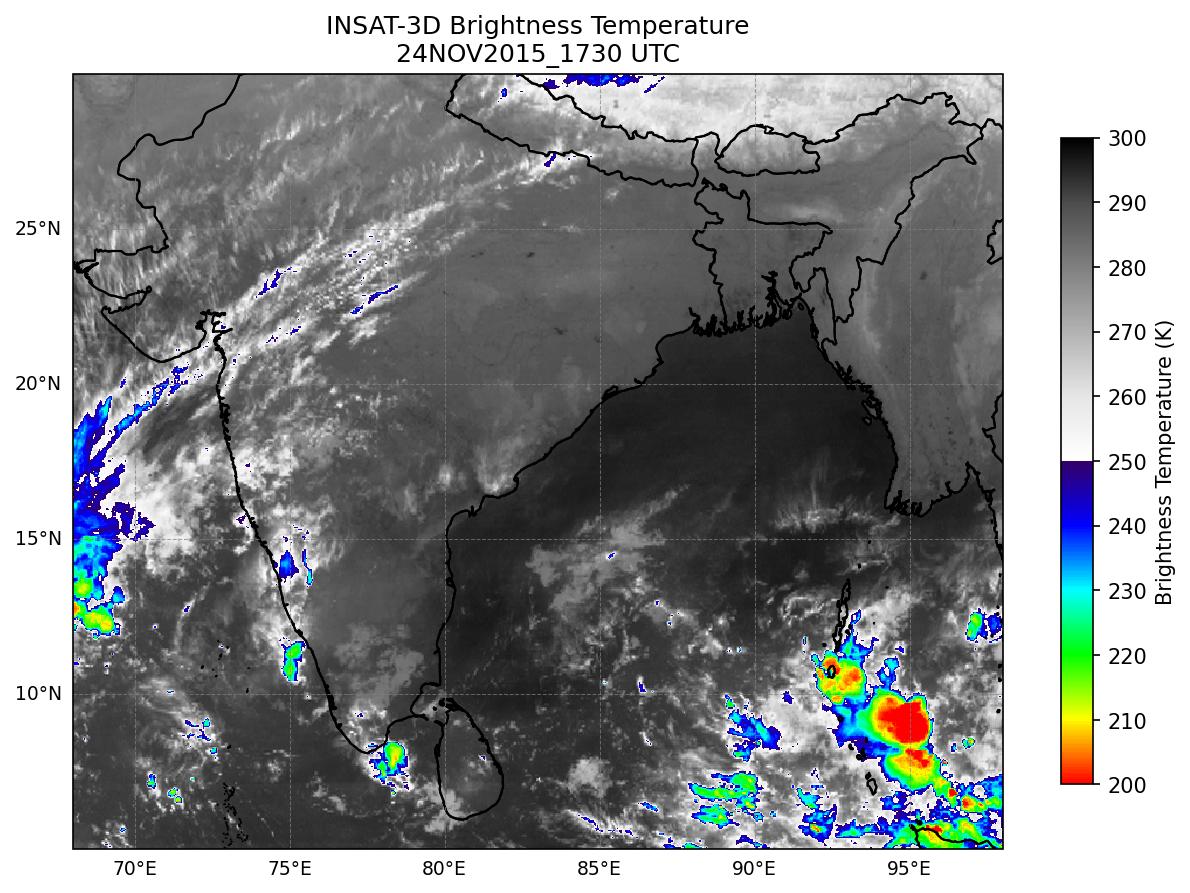 INSAT-3D Brightness Temperature
24NOV2015_1730 UTC
25°N
20°N
15°N
10°N
70°E
75°E
80°E
85°E
90°E
95°E
300
290
280
270
260
250
240
230
220
210
200
Brightness Temperature (K)